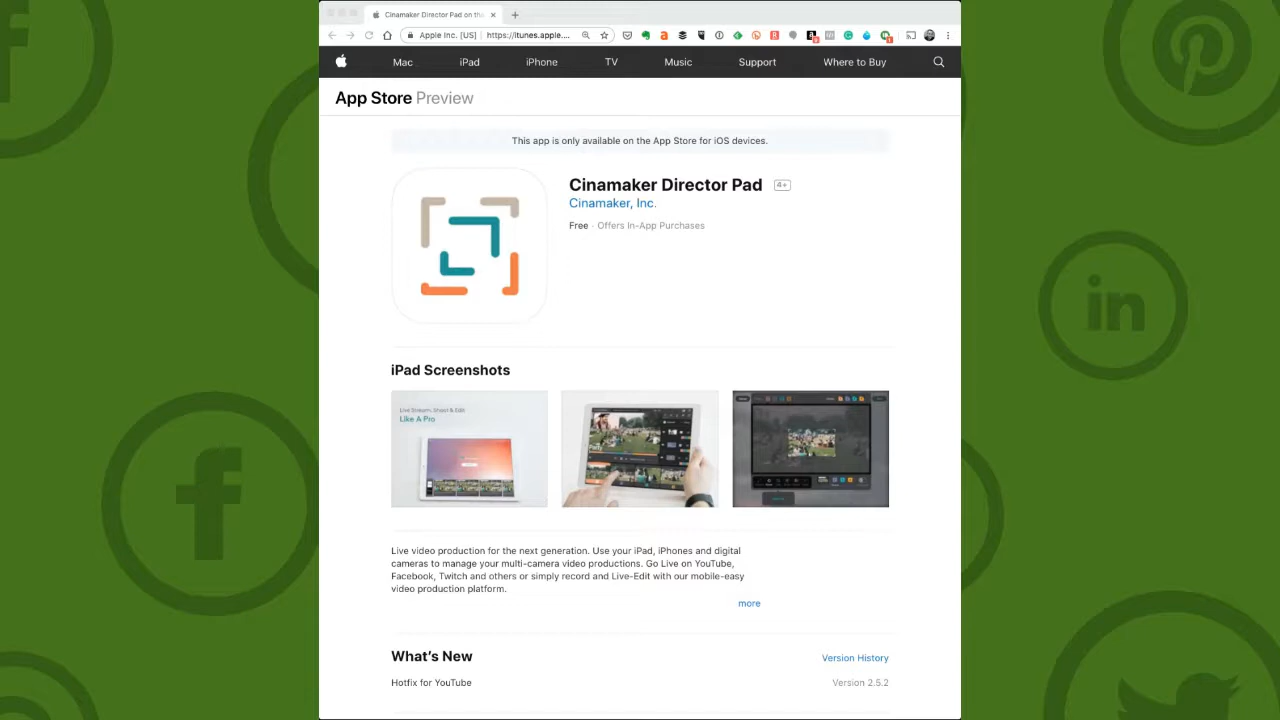 Cinamaker Director Pad on tha
Apple Inc. [US] https://itunes.apple....
Mac iPad iPhone TV Music Support Where to Buy
App Store Preview
This app is only available on the App Store for iOS devices.
Cinamaker Director Pad 4+
Cinamaker, Inc.
Free · Offers In-App Purchases
iPad Screenshots
Live Stream, Shoot & Edit
Like A Pro
Party
Live video production for the next generation. Use your iPad, iPhones and digital
cameras to manage your multi-camera video productions. Go Live on YouTube,
Facebook, Twitch and others or simply record and Live-Edit with our mobile-easy
video production platform.
more
What's New
Version History
Hotfix for YouTube
Version 2.5.2
in